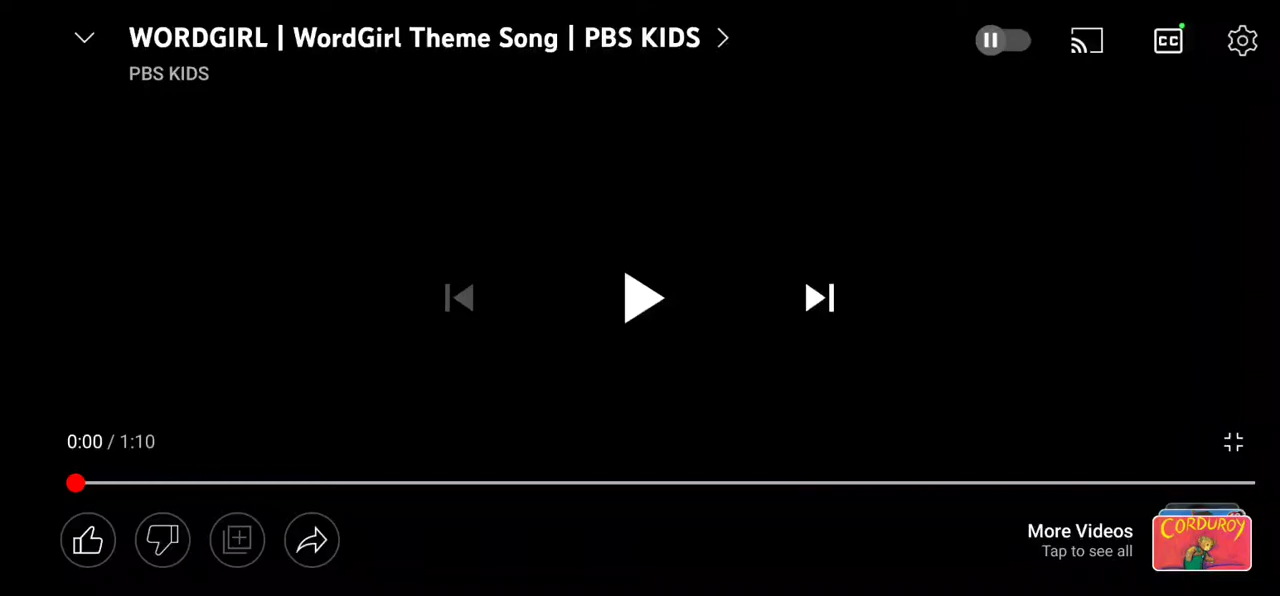 WORDGIRL | WordGirl Theme Song | PBS KIDS
PBS KIDS
CC
0:00 / 1:10
More Videos
Tap to see all
CORDUROY